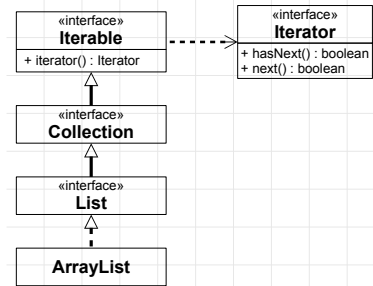 «interface»
Iterable
+ iterator() : Iterator
«interface»
Iterator
+ hasNext() : boolean
+ next() : boolean
«interface»
Collection
«interface»
List
ArrayList